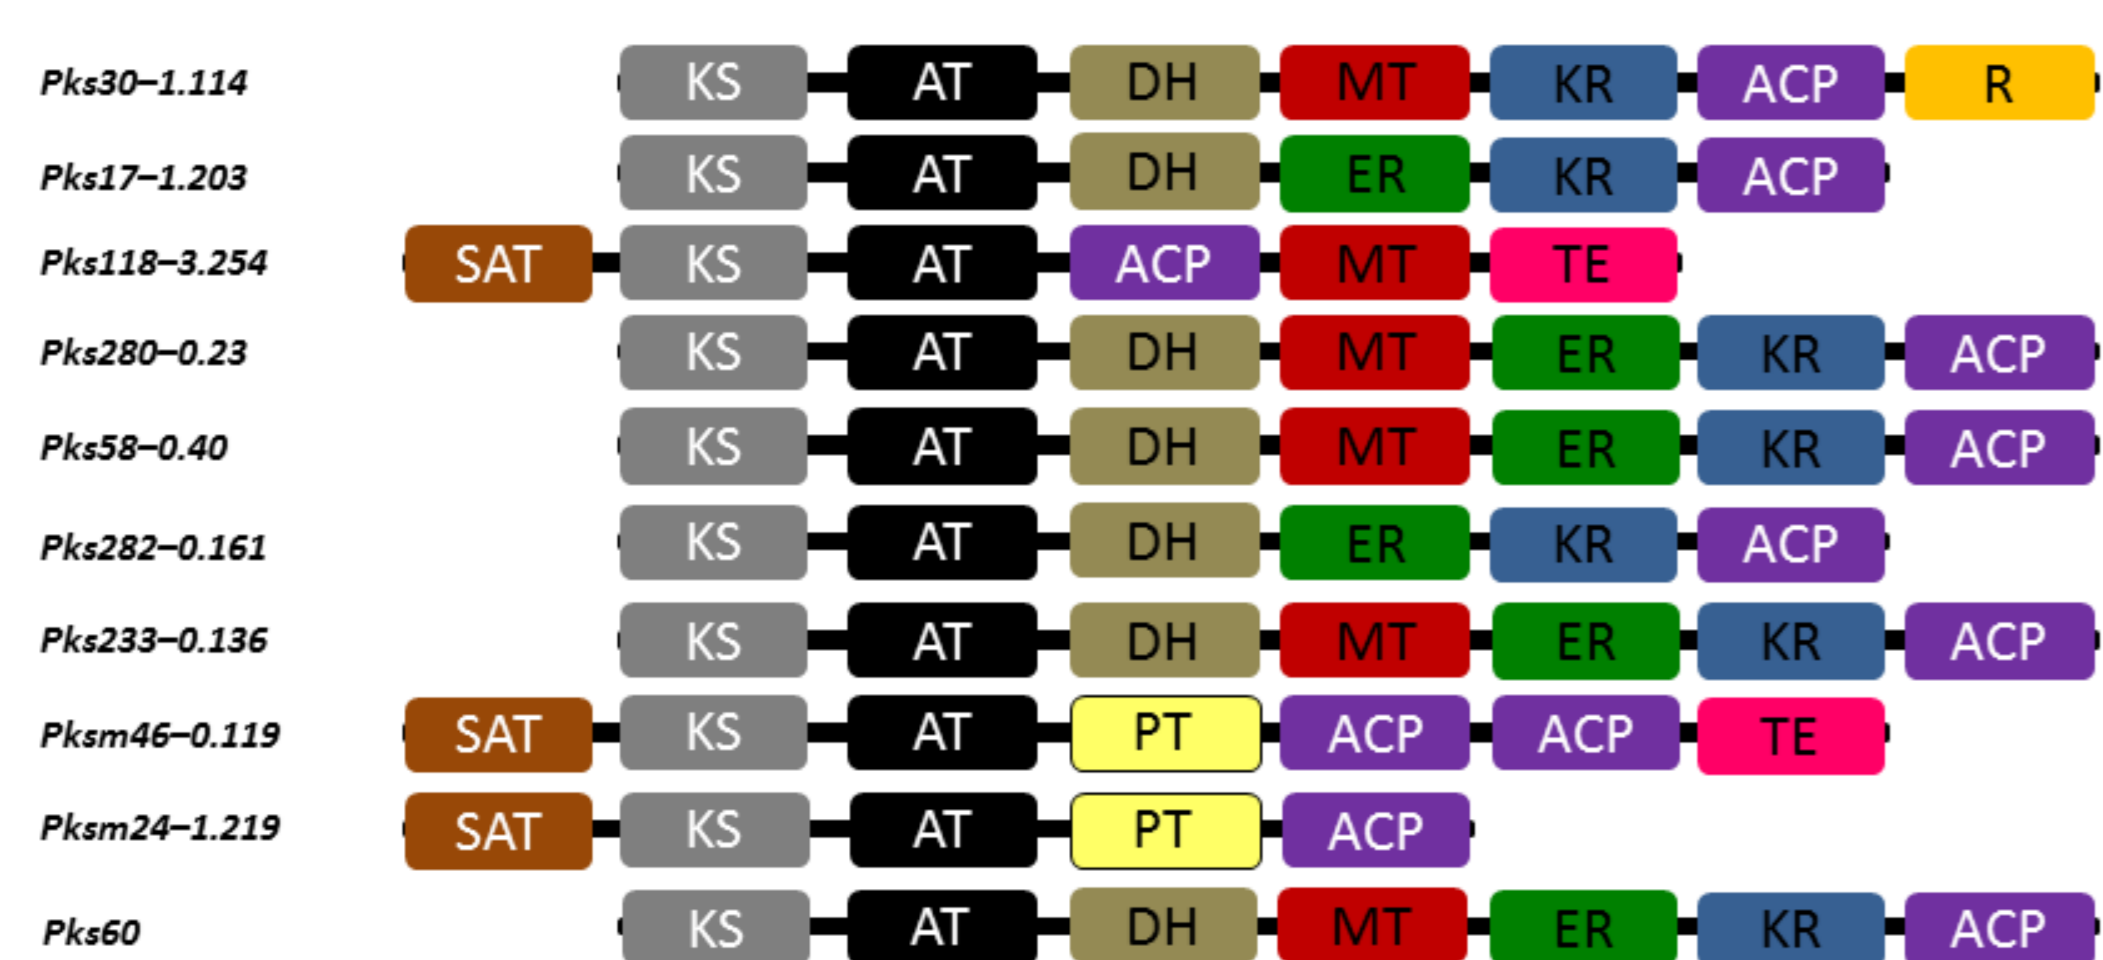 Pks30–1.114 KS AT DH MT KR ACP R
Pks17–1.203 KS AT DH ER KR ACP
Pks118–3.254 SAT KS AT ACP MT TE
Pks280–0.23 KS AT DH MT ER KR ACP
Pks58–0.40 KS AT DH MT ER KR ACP
Pks282–0.161 KS AT DH ER KR ACP
Pks233–0.136 KS AT DH MT ER KR ACP
Pksm46–0.119 SAT KS AT PT ACP ACP TE
Pksm24–1.219 SAT KS AT PT ACP
Pks60 KS AT DH MT ER KR ACP